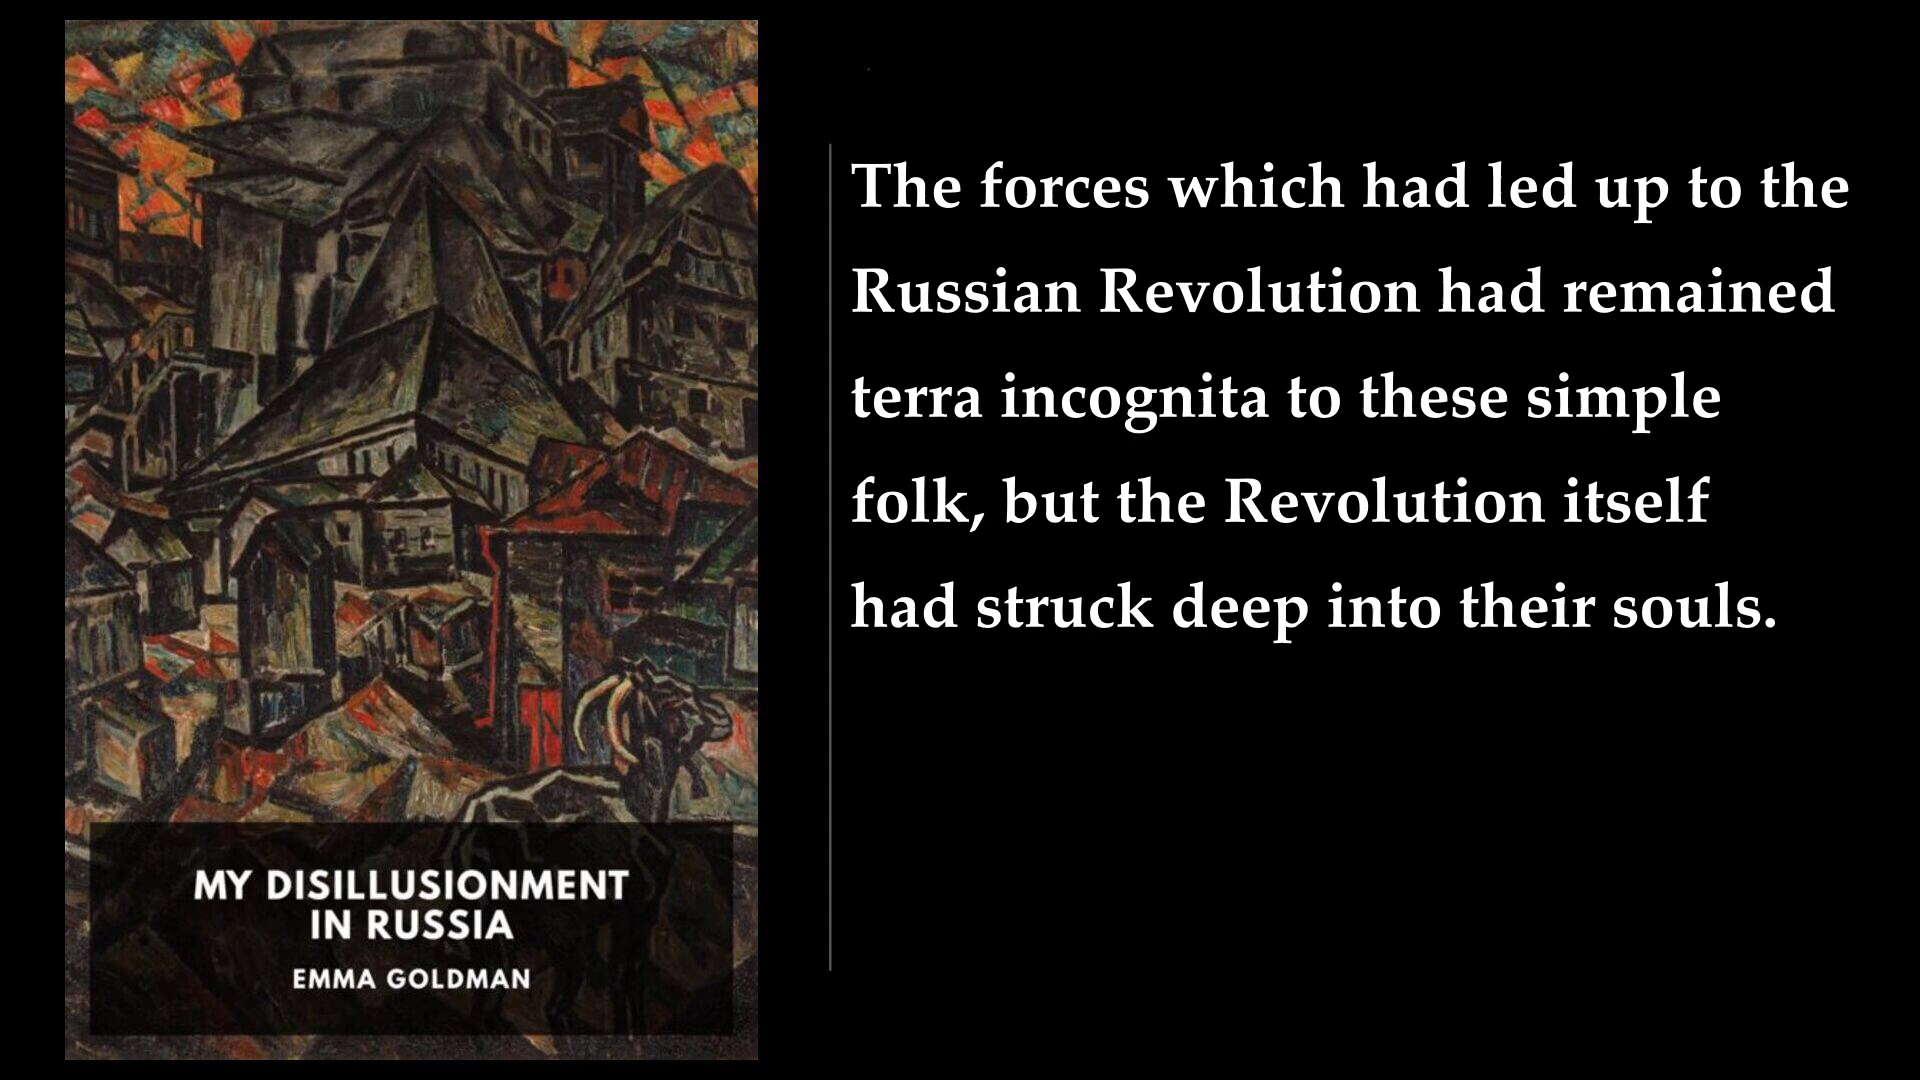 MY DISILLUSIONMENT
IN RUSSIA
EMMA GOLDMAN
The forces which had led up to the
Russian Revolution had remained
terra incognita to these simple
folk, but the Revolution itself
had struck deep into their souls.